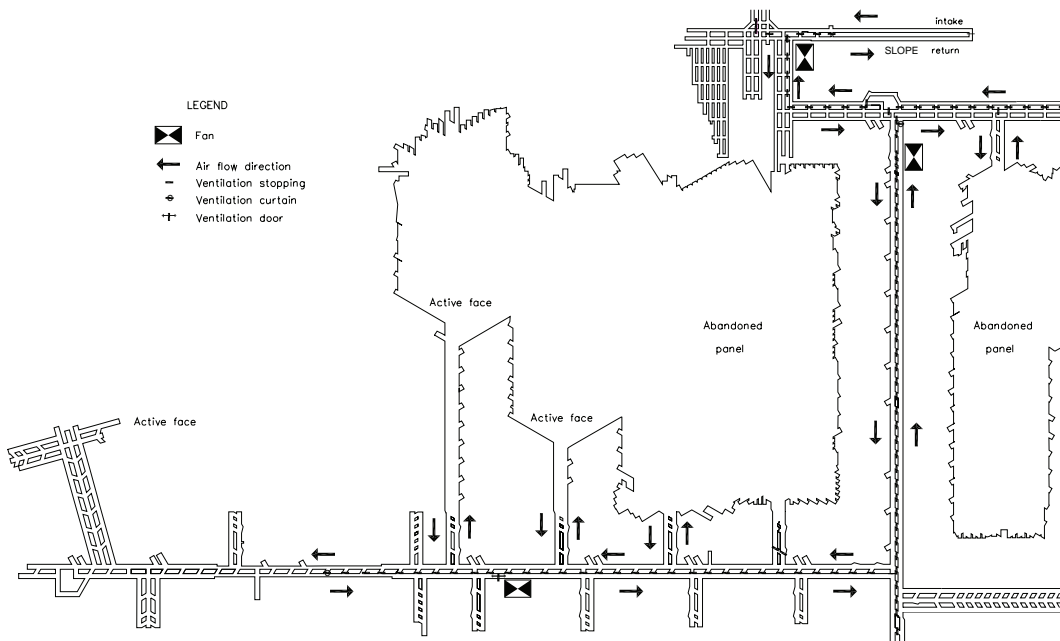 intake
SLOPE return
LEGEND
Fan
Air flow direction
Ventilation stopping
Ventilation curtain
Ventilation door
Active face
Abandoned
panel
Abandoned
panel
Active face
Active face